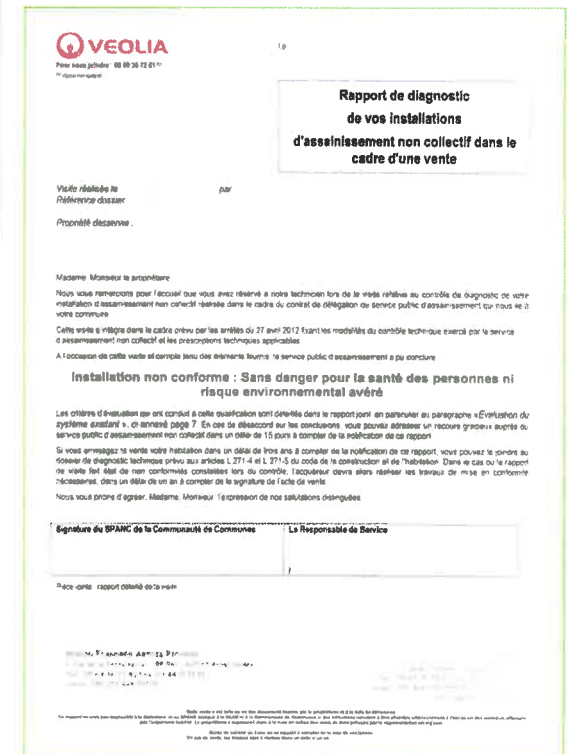 VEOLIA
Pour nous joindre : 09 69 36 72 61
Rapport de diagnostic
de vos installations
d'assainissement non collectif dans le
cadre d'une vente
Visite réalisée le par
Référence dossier
Propriété desservie :
Madame, Monsieur le propriétaire
Nous vous remercions pour l'accueil que vous avez réservé à notre technicien lors de la visite relative au contrôle de diagnostic de votre
installation d'assainissement non collectif réalisée dans le cadre du contrat de délégation du service public d'assainissement qui nous lie à
votre commune
Cette visite s'intègre dans le cadre prévu par les arrêtés du 27 avril 2012 fixant les modalités du contrôle technique exercé par le service
d'assainissement non collectif et les prescriptions techniques applicables
A l'occasion de cette visite et compte tenu des éléments fournis, le service public d'assainissement a pu conclure
Installation non conforme : Sans danger pour la santé des personnes ni
risque environnemental avéré
Les critères d'évaluation qui ont conduit à cette qualification sont détaillés dans le rapport joint en particulier au paragraphe «Evaluation du
système existant », ci-annexé page 7. En cas de désaccord sur les conclusions vous pouvez adresser un recours gracieux auprès du
service public d'assainissement non collectif dans un délai de 15 jours à compter de la notification de ce rapport
Si vous envisagez la vente votre habitation dans un délai de trois ans à compter de la notification de ce rapport, vous pouvez le joindre au
dossier de diagnostic technique prévu aux articles L 271-4 et L 271-5 du code de la construction et de l'habitation. Dans le cas où le rapport
de visite fait état de non conformités constatées lors du contrôle, l'acquéreur devra alors réaliser les travaux de mise en conformité
nécessaires, dans un délai de un an à compter de la signature de l'acte de vente
Nous vous prions d'agréer, Madame, Monsieur l'expression de nos salutations distinguées
Signature du SPANC de la Communauté de Communes Le Responsable de Service
Pièce jointe : rapport détaillé de la visite